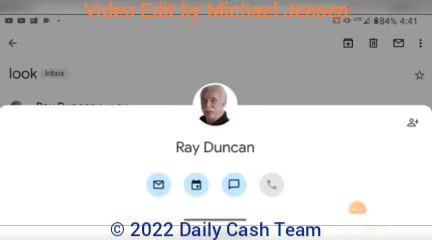 Video Edit by Michael Jensen
84% 4:41
look Inbox
Ray Duncan
Ray Duncan
© 2022 Daily Cash Team